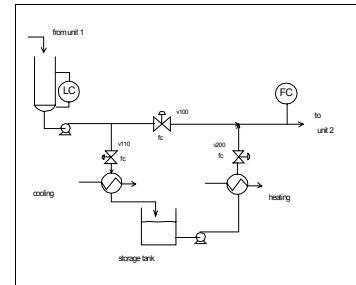 from unit 1
LC
v100
fc
FC
to
unit 2
v110
fc
v200
fc
cooling
heating
storage tank